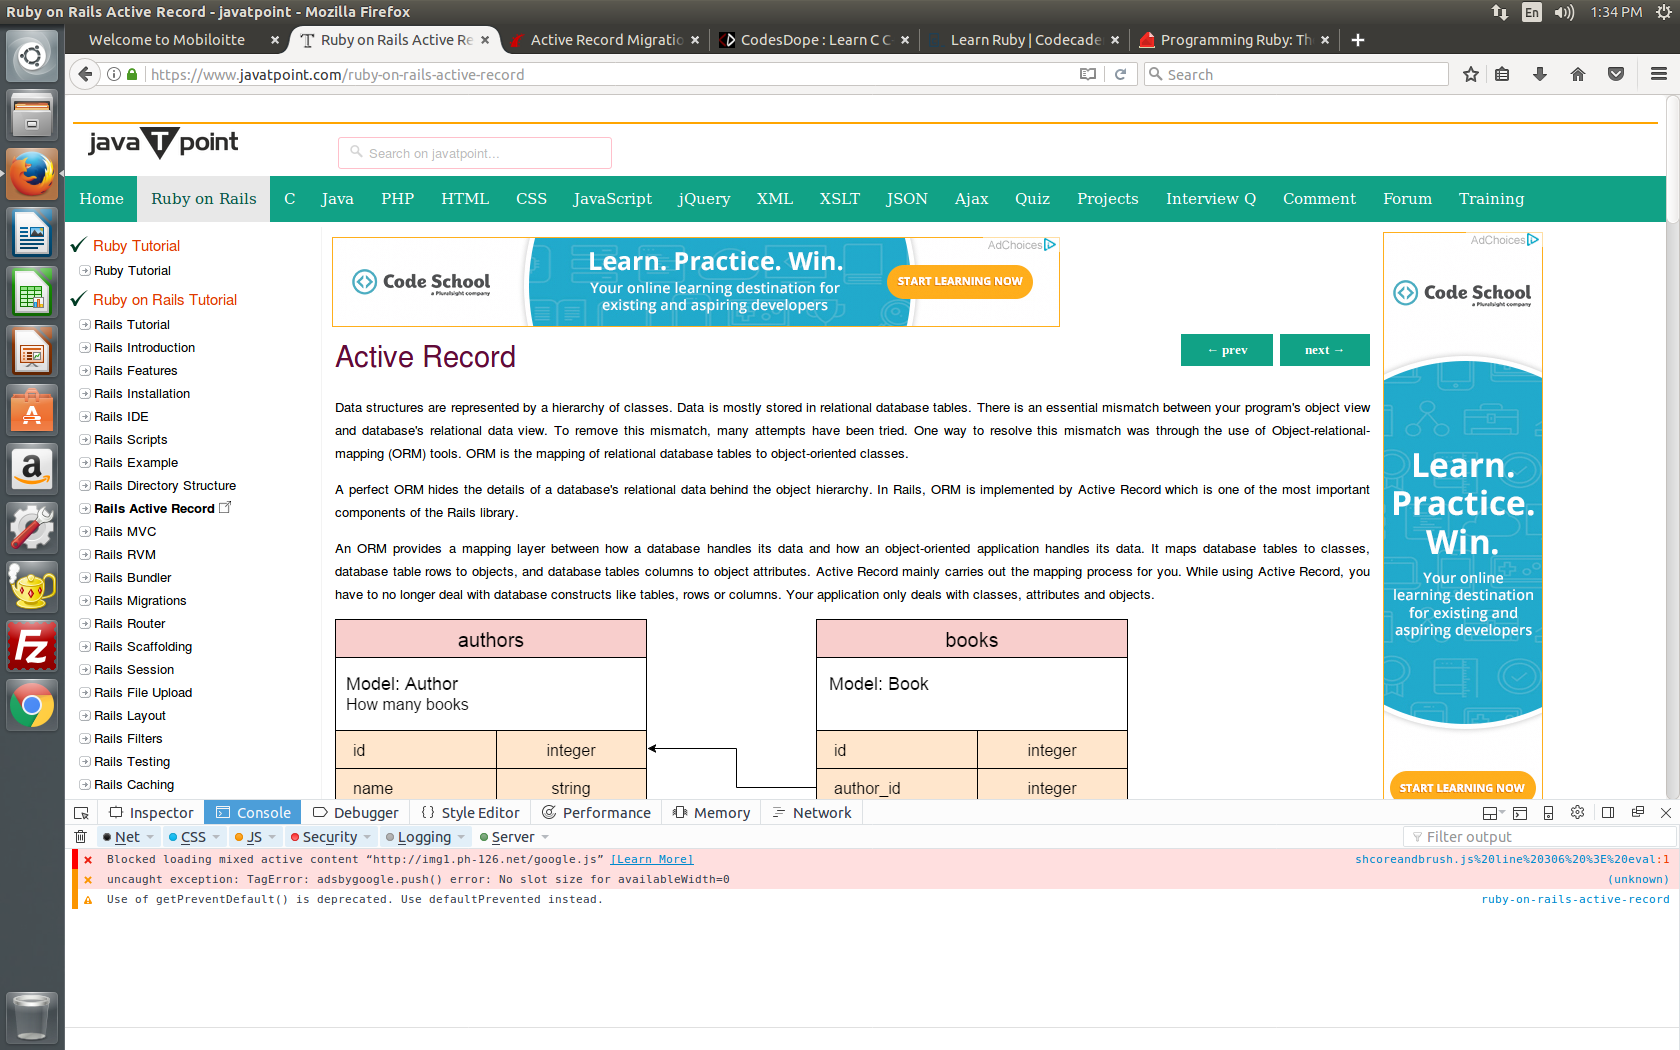 Ruby on Rails Active Record - javatpoint - Mozilla Firefox
En 1:34 PM
Welcome to Mobiloitte
Ruby on Rails Active Re
Active Record Migratio
CodesDope : Learn C C
Learn Ruby | Codecade
Programming Ruby: Th
https://www.javatpoint.com/ruby-on-rails-active-record
Search
java T point
Search on javatpoint...
Home Ruby on Rails C Java PHP HTML CSS JavaScript jQuery XML XSLT JSON Ajax Quiz Projects Interview Q Comment Forum Training
Ruby Tutorial
Ruby Tutorial
Ruby on Rails Tutorial
Rails Tutorial
Rails Introduction
Rails Features
Rails Installation
Rails IDE
Rails Scripts
Rails Example
Rails Directory Structure
Rails Active Record
Rails MVC
Rails RVM
Rails Bundler
Rails Migrations
Rails Router
Rails Scaffolding
Rails Session
Rails File Upload
Rails Layout
Rails Filters
Rails Testing
Rails Caching
AdChoices
Code School
a Pluralsight company
Learn. Practice. Win.
Your online learning destination for
existing and aspiring developers
START LEARNING NOW
Active Record
← prev
next →
Data structures are represented by a hierarchy of classes. Data is mostly stored in relational database tables. There is an essential mismatch between your program's object view
and database's relational data view. To remove this mismatch, many attempts have been tried. One way to resolve this mismatch was through the use of Object-relational-
mapping (ORM) tools. ORM is the mapping of relational database tables to object-oriented classes.
A perfect ORM hides the details of a database's relational data behind the object hierarchy. In Rails, ORM is implemented by Active Record which is one of the most important
components of the Rails library.
An ORM provides a mapping layer between how a database handles its data and how an object-oriented application handles its data. It maps database tables to classes,
database table rows to objects, and database tables columns to object attributes. Active Record mainly carries out the mapping process for you. While using Active Record, you
have to no longer deal with database constructs like tables, rows or columns. Your application only deals with classes, attributes and objects.
authors
Model: Author
How many books
id integer
name string
books
Model: Book
id integer
author_id integer
AdChoices
Code School
a Pluralsight company
Learn.
Practice.
Win.
Your online
learning destination
for existing and
aspiring developers
START LEARNING NOW
Inspector Console Debugger { } Style Editor Performance Memory Network
Net CSS JS Security Logging Server
Filter output
Blocked loading mixed active content “http://img1.ph-126.net/google.js” [Learn More] shcoreandbrush.js%20line%20306%20%3E%20eval:1
uncaught exception: TagError: adsbygoogle.push() error: No slot size for availableWidth=0 (unknown)
Use of getPreventDefault() is deprecated. Use defaultPrevented instead. ruby-on-rails-active-record